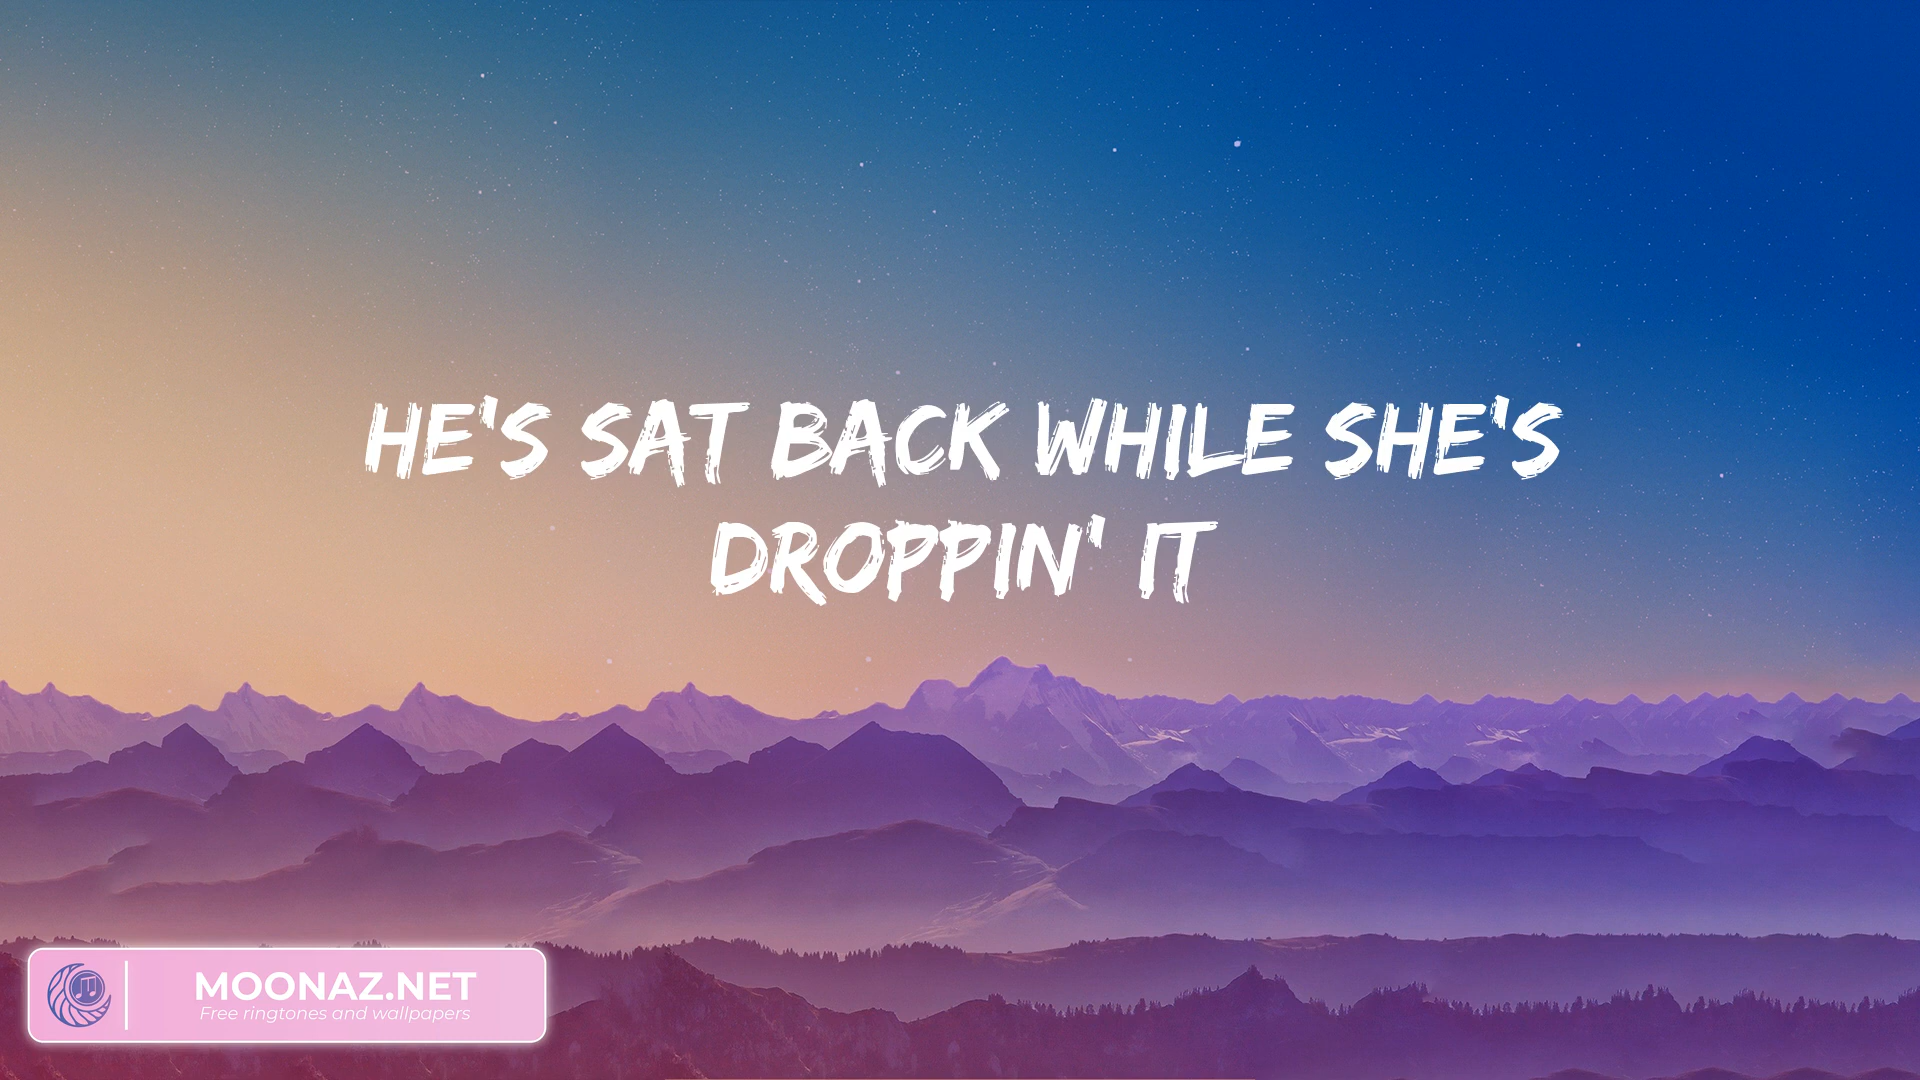 HE'S SAT BACK WHILE SHE'S
DROPPIN' IT
MOONAZ.NET
Free ringtones and wallpapers